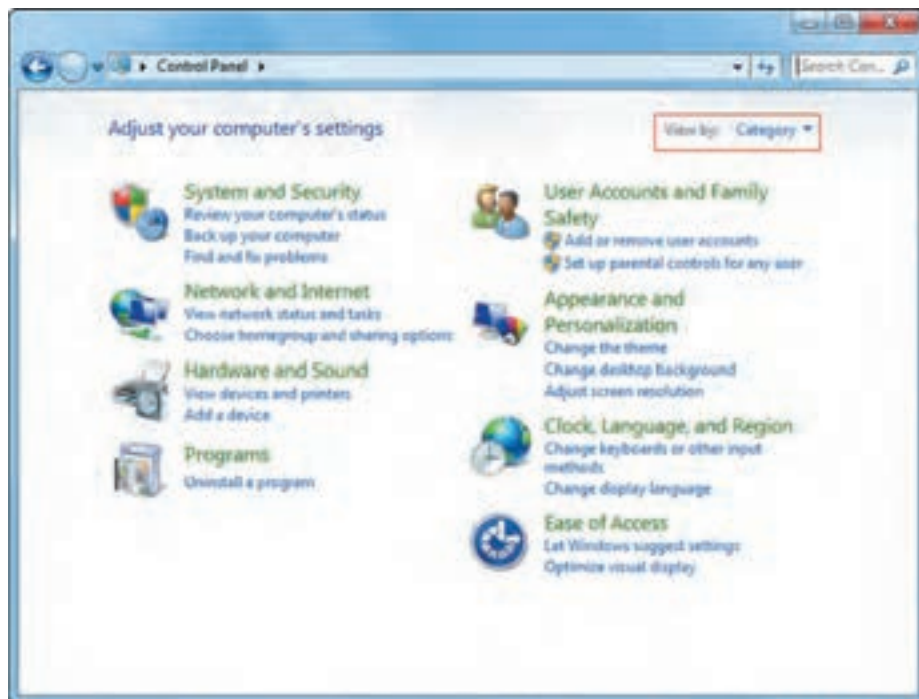 Control Panel
Search Con...
Adjust your computer's settings
View by: Category
System and Security
Review your computer's status
Back up your computer
Find and fix problems
Network and Internet
View network status and tasks
Choose homegroup and sharing options
Hardware and Sound
View devices and printers
Add a device
Programs
Uninstall a program
User Accounts and Family
Safety
Add or remove user accounts
Set up parental controls for any user
Appearance and
Personalization
Change the theme
Change desktop background
Adjust screen resolution
Clock, Language, and Region
Change keyboards or other input
methods
Change display language
Ease of Access
Let Windows suggest settings
Optimize visual display